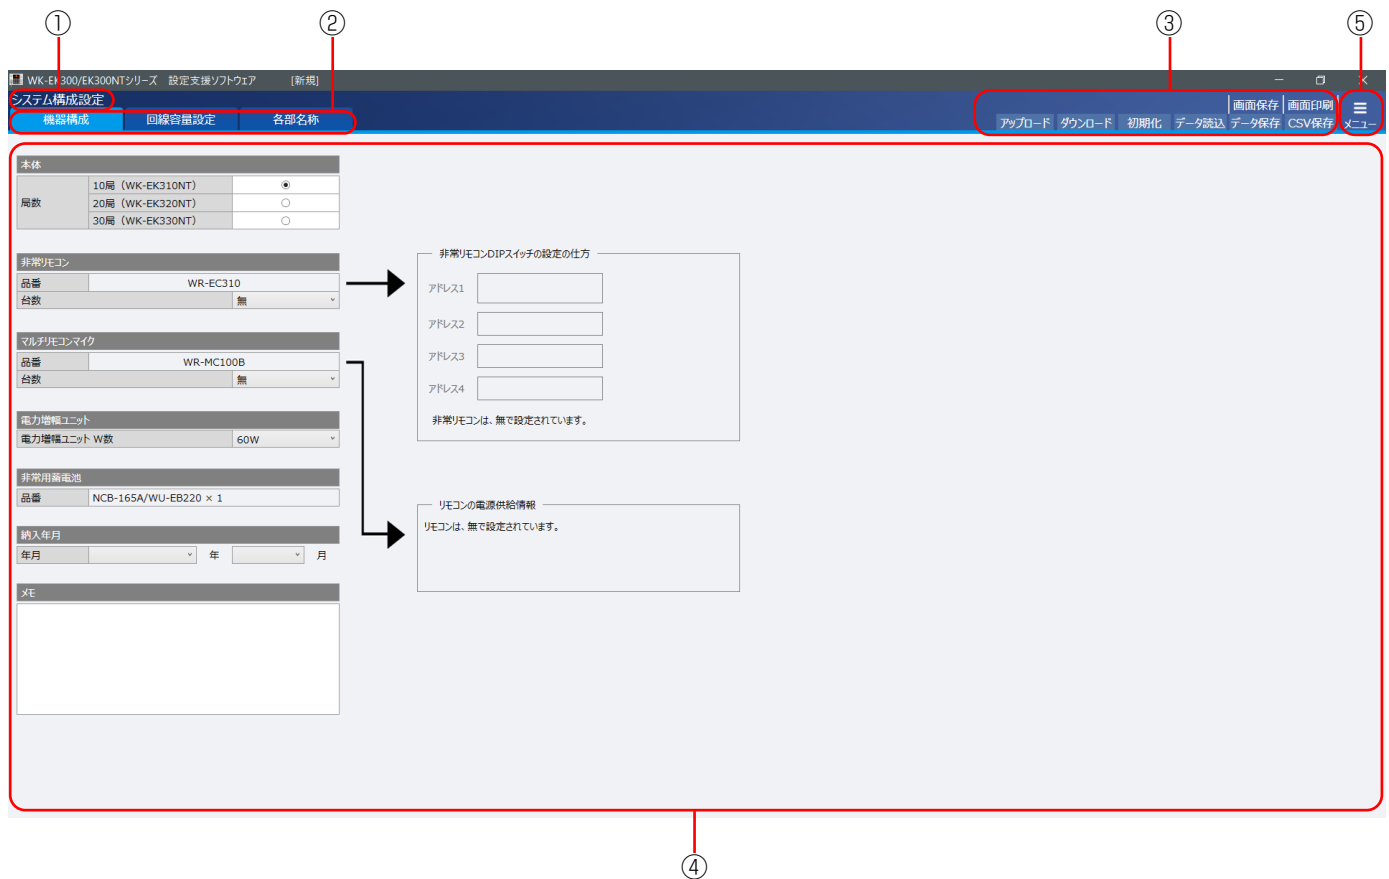 ① ② ③ ⑤
WK-EK300/EK300NTシリーズ 設定支援ソフトウェア [新規]
システム構成設定
画面保存 画面印刷
機器構成 回線容量設定 各部名称
アップロード ダウンロード 初期化 データ読込 データ保存 CSV保存 メニュー
本体
局数
10局（WK-EK310NT）
20局（WK-EK320NT）
30局（WK-EK330NT）
非常リモコン
品番 WR-EC310
台数 無
マルチリモコンマイク
品番 WR-MC100B
台数 無
電力増幅ユニット
電力増幅ユニット W数 60W
非常用蓄電池
品番 NCB-165A/WU-EB220 × 1
納入年月
年月 年 月
メモ
非常リモコンDIPスイッチの設定の仕方
アドレス1
アドレス2
アドレス3
アドレス4
非常リモコンは、無で設定されています。
リモコンの電源供給情報
リモコンは、無で設定されています。
④